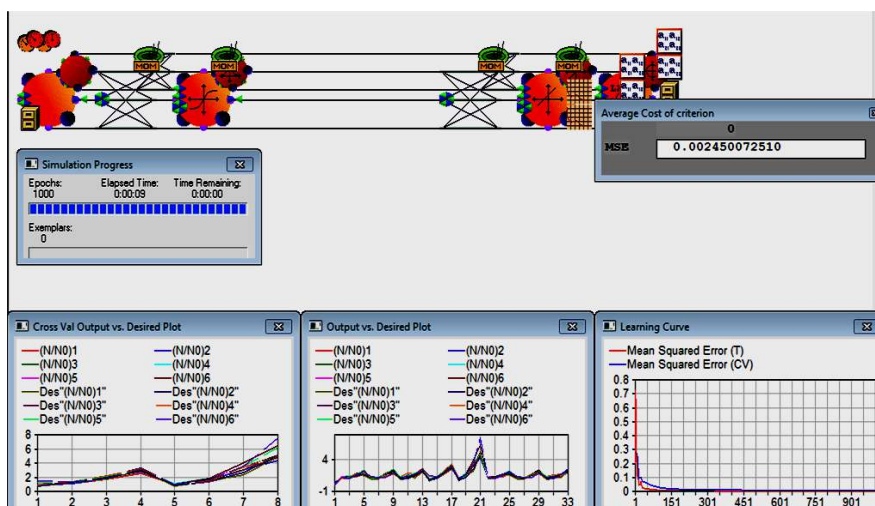 MOM
MOM
MOM
MOM
Average Cost of criterion
0
MSE 0.002450072510
Simulation Progress
Epochs: Elapsed Time: Time Remaining:
1000 0:00:09 0:00:00
Exemplars:
0
Cross Val Output vs. Desired Plot
(N/N0)1 (N/N0)2
(N/N0)3 (N/N0)4
(N/N0)5 (N/N0)6
Des"(N/N0)1" Des"(N/N0)2"
Des"(N/N0)3" Des"(N/N0)4"
Des"(N/N0)5" Des"(N/N0)6"
8
6
4
2
0
1 2 3 4 5 6 7 8
Output vs. Desired Plot
(N/N0)1 (N/N0)2
(N/N0)3 (N/N0)4
(N/N0)5 (N/N0)6
Des"(N/N0)1" Des"(N/N0)2"
Des"(N/N0)3" Des"(N/N0)4"
Des"(N/N0)5" Des"(N/N0)6"
4
-1
1 5 9 13 17 21 25 29 33
Learning Curve
Mean Squared Error (T)
Mean Squared Error (CV)
0.8
0.7
0.6
0.5
0.4
0.3
0.2
0.1
0
1 151 301 451 601 751 901